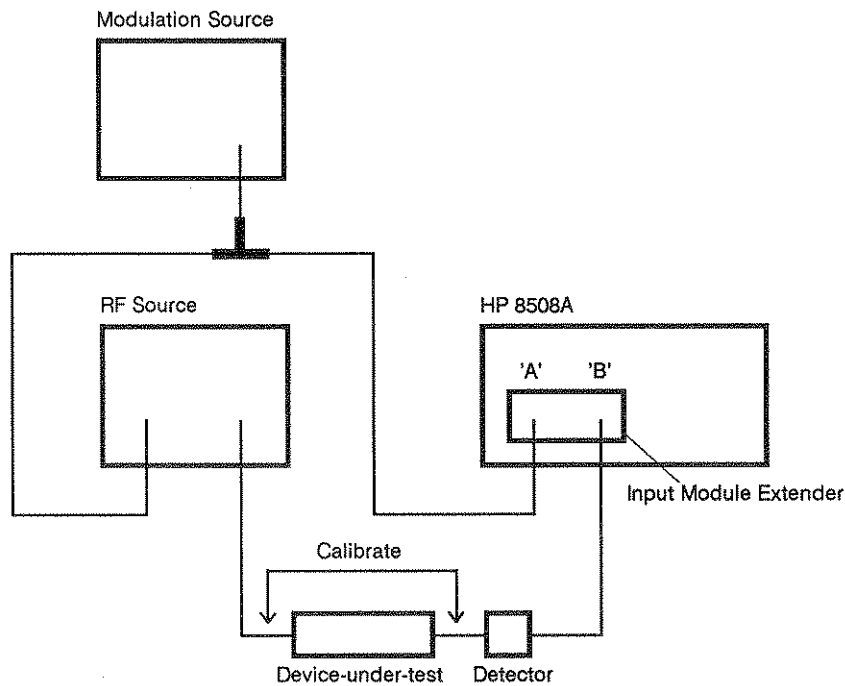 Modulation Source
RF Source
HP 8508A
'A'
'B'
Input Module Extender
Calibrate
Device-under-test
Detector